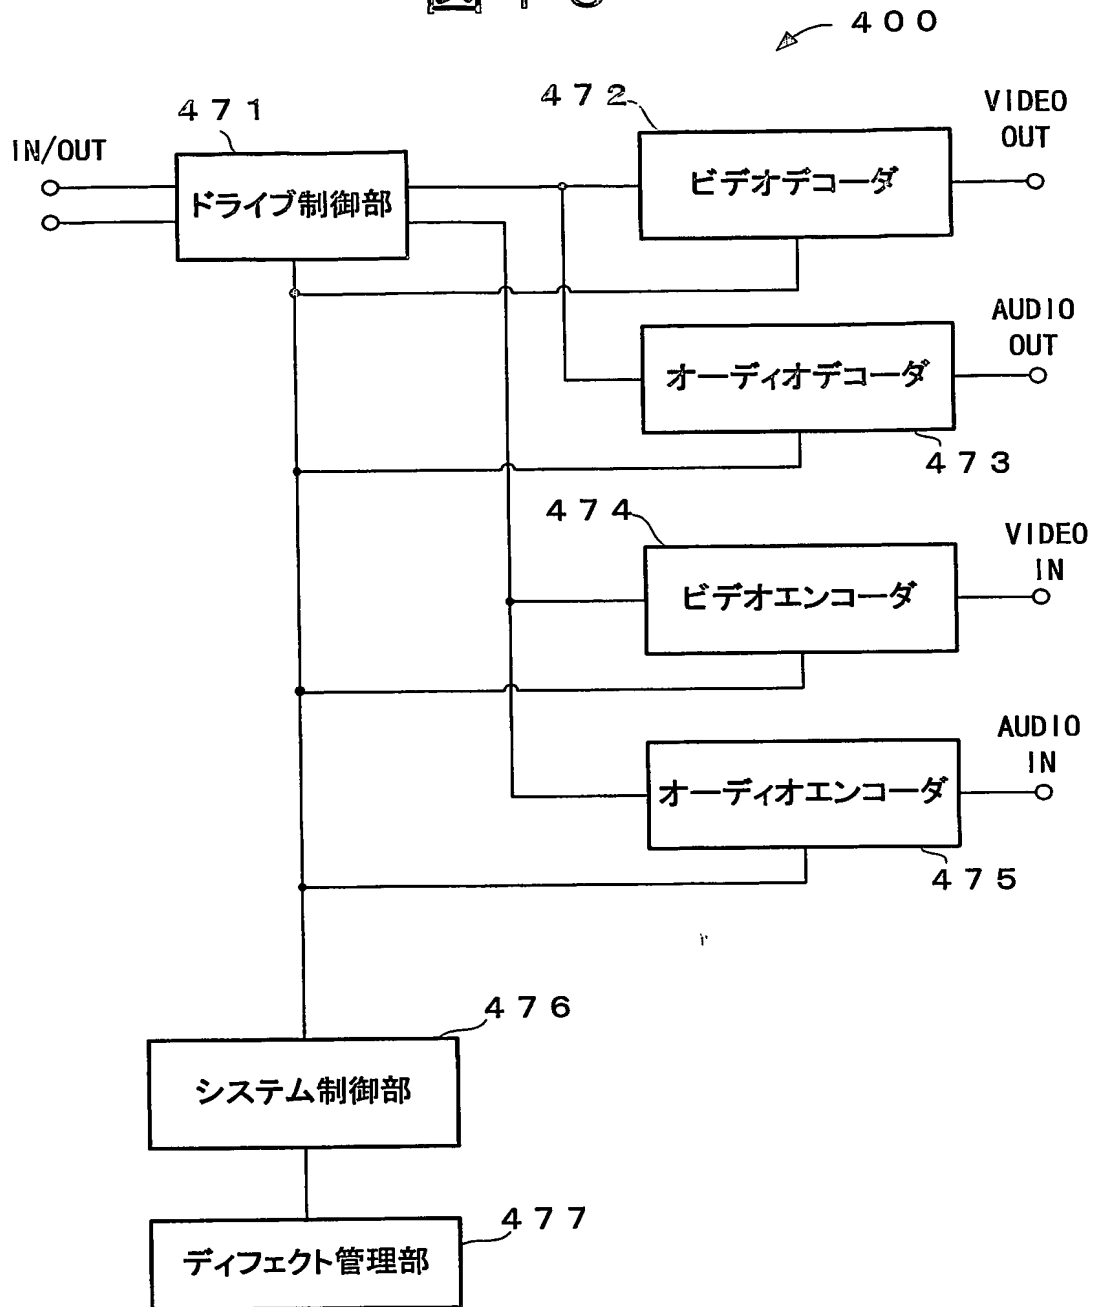 400
471
472
VIDEO
OUT
IN/OUT
ドライブ制御部
ビデオデコーダ
AUDIO
OUT
オーディオデコーダ
473
474
VIDEO
IN
ビデオエンコーダ
AUDIO
IN
オーディオエンコーダ
475
476
システム制御部
477
ディフェクト管理部